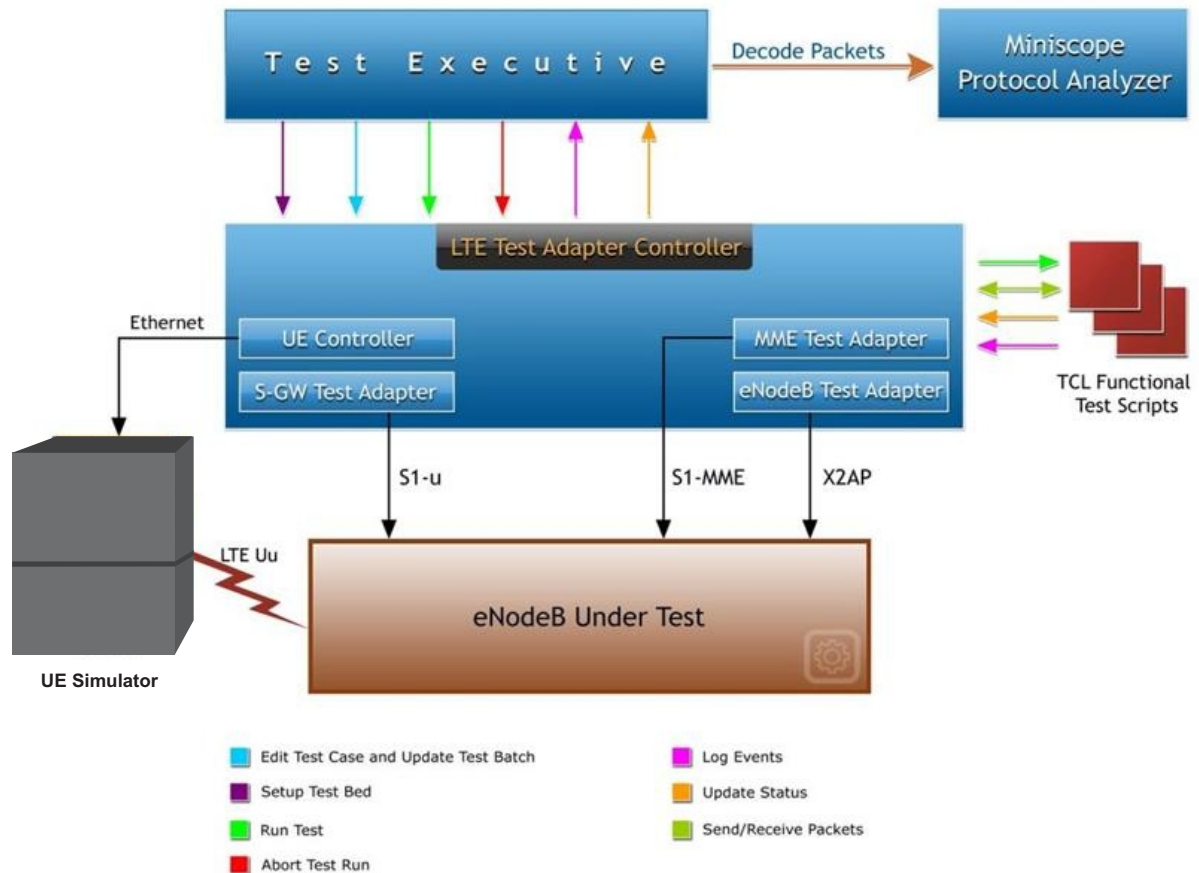 Test Executive
Decode Packets
Miniscope
Protocol Analyzer
LTE Test Adapter Controller
Ethernet
UE Controller
MME Test Adapter
S-GW Test Adapter
eNodeB Test Adapter
TCL Functional
Test Scripts
S1-u
S1-MME
X2AP
LTE Uu
eNodeB Under Test
UE Simulator
Edit Test Case and Update Test Batch
Log Events
Setup Test Bed
Update Status
Run Test
Send/Receive Packets
Abort Test Run